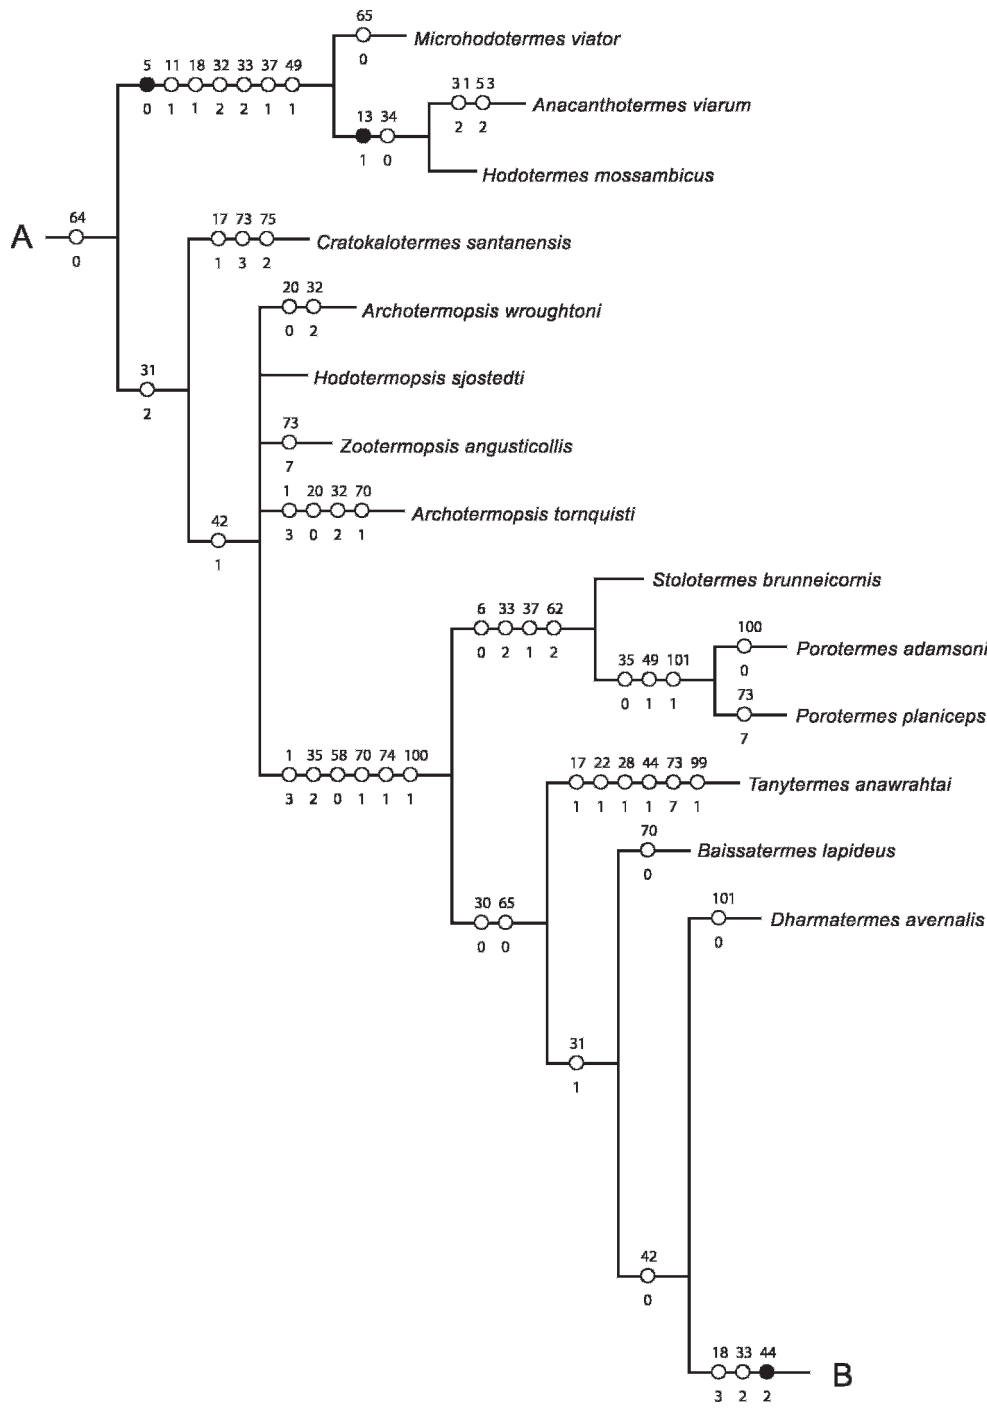 65
Microhodotermes viator
0
5 11 18 32 33 37 49
0 1 1 2 2 1 1
31 53
Anacanthotermes viarum
2 2
13 34
1 0
Hodotermes mossambicus
64
A
0
17 73 75
Cratokalotermes santanensis
1 3 2
20 32
Archotermopsis wroughtoni
0 2
31
2
Hodotermopsis sjostedti
73
Zootermopsis angusticollis
7
1 20 32 70
Archotermopsis tornquisti
3 0 2 1
42
1
Stolotermes brunneicornis
6 33 37 62
0 2 1 2
100
Porotermes adamsoni
0
35 49 101
0 1 1
73
Porotermes planiceps
7
1 35 58 70 74 100
3 2 0 1 1 1
17 22 28 44 73 99
Tanytermes anawrahtai
1 1 1 1 7 1
70
Baissatermes lapideus
0
30 65
0 0
101
Dharmatermes avernalis
0
31
1
42
0
18 33 44
B
3 2 2